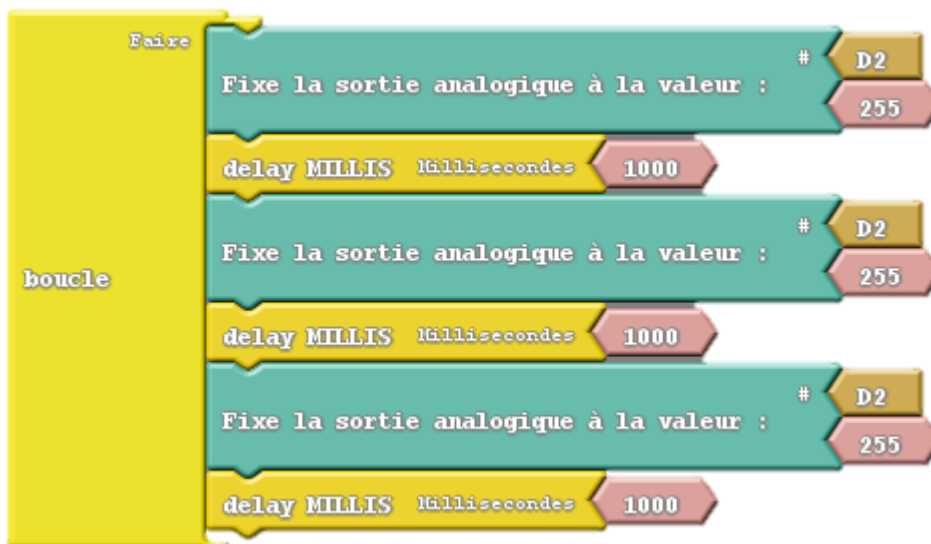 Faire
# D2
Fixe la sortie analogique à la valeur :
255
delay MILLIS Millisecondes 1000
# D2
Fixe la sortie analogique à la valeur :
255
boucle
delay MILLIS Millisecondes 1000
# D2
Fixe la sortie analogique à la valeur :
255
delay MILLIS Millisecondes 1000